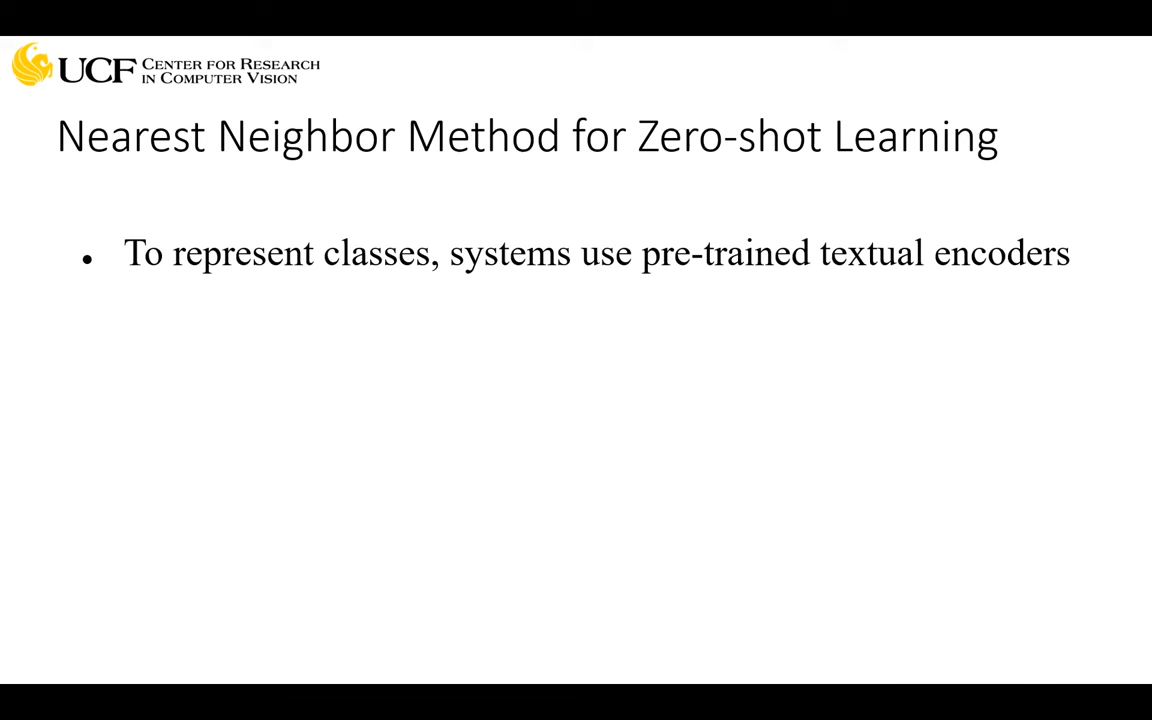 UCF CENTER FOR RESEARCH
IN COMPUTER VISION
Nearest Neighbor Method for Zero-shot Learning
• To represent classes, systems use pre-trained textual encoders